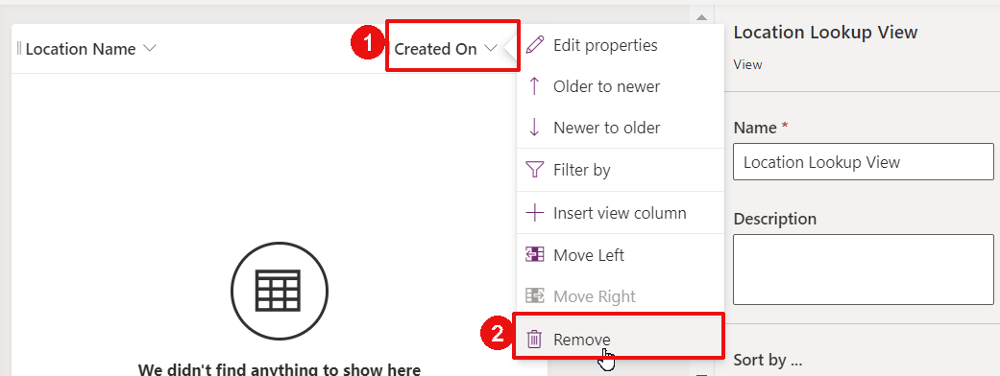 Location Name
1
Created On
Edit properties
Older to newer
Newer to older
Filter by
Insert view column
Move Left
Move Right
2
Remove
We didn't find anything to show here
Location Lookup View
View
Name *
Location Lookup View
Description
Sort by ...